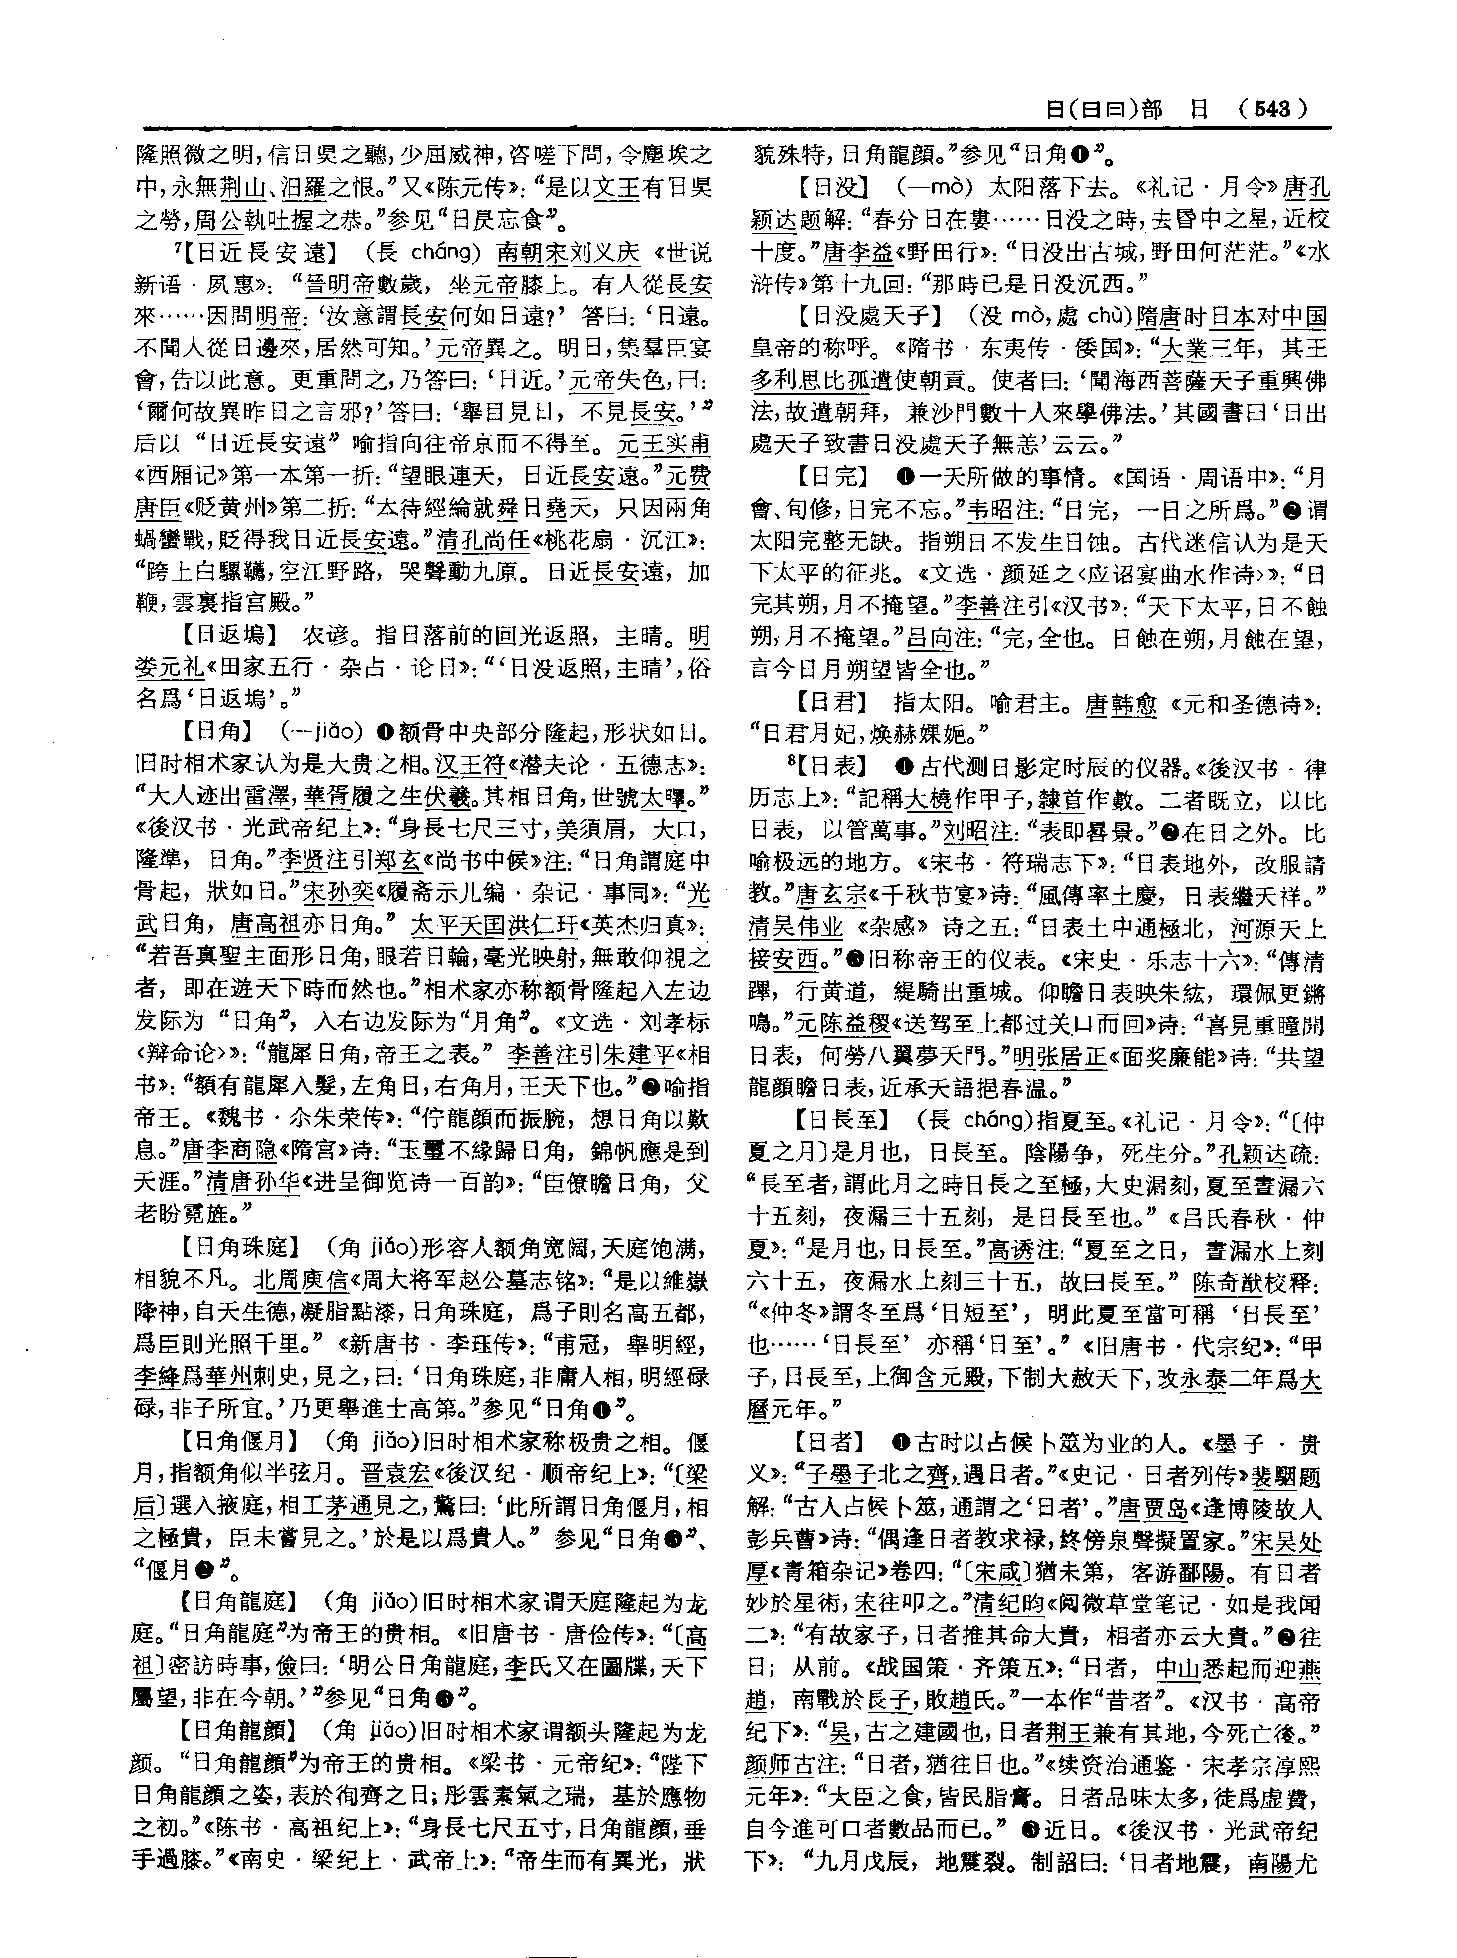 日(日曰)部　日　(543)
隆照微之明,信日昃之聽,少屈威神,咨嗟下問,令塵埃之
中,永無荆山、汨羅之恨。”又《陈元传》:“是以文王有日昃
之勞,周公執吐握之恭。”参见“日昃忘食”。
7【日近長安遠】　(長 cháng) 南朝宋刘义庆《世说
新语·夙惠》:“晉明帝數歲，坐元帝膝上。有人從長安
來……因問明帝:‘汝意謂長安何如日遠?’答曰:‘日遠。
不聞人從日邊來,居然可知。’元帝異之。明日,集羣臣宴
會,告以此意。更重問之,乃答曰:‘日近。’元帝失色,曰:
‘爾何故異昨日之言邪?’答曰:‘舉目見日，不見長安。’”
后以“日近長安遠”喻指向往帝京而不得至。元王实甫
《西厢记》第一本第一折:“望眼連天，日近長安遠。”元费
唐臣《贬黄州》第二折:“本待經綸就舜日堯天，只因兩角
蝸蠻戰,貶得我日近長安遠。”清孔尚任《桃花扇·沉江》:
“跨上白騾韉,空江野路，哭聲動九原。日近長安遠，加
鞭,雲裏指宫殿。”
【日返塢】　农谚。指日落前的回光返照，主晴。明
娄元礼《田家五行·杂占·论日》:“‘日没返照,主晴’,俗
名爲‘日返塢’。”
【日角】　(—jiǎo) ❶额骨中央部分隆起,形状如日。
旧时相术家认为是大贵之相。汉王符《潜夫论·五德志》:
“大人迹出雷澤,華胥履之生伏羲。其相日角,世號太皞。”
《後汉书·光武帝纪上》:“身長七尺三寸,美須眉，大口,
隆準，日角。”李贤注引郑玄《尚书中候》注:“日角謂庭中
骨起，狀如日。”宋孙奕《履斋示儿编·杂记·事同》:“光
武日角，唐高祖亦日角。”太平天国洪仁玕《英杰归真》:
“若吾真聖主面形日角,眼若日輪,毫光映射,無敢仰視之
者，即在遊天下時而然也。”相术家亦称额骨隆起入左边
发际为“日角”，入右边发际为“月角”。《文选·刘孝标
〈辩命论〉》:“龍犀日角,帝王之表。”李善注引朱建平《相
书》:“額有龍犀入髮,左角日,右角月,王天下也。”❷喻指
帝王。《魏书·尒朱荣传》:“佇龍顔而振腕，想日角以歎
息。”唐李商隐《隋宫》诗:“玉璽不緣歸日角，錦帆應是到
天涯。”清唐孙华《进呈御览诗一百韵》:“臣僚瞻日角，父
老盼霓旌。”
【日角珠庭】　(角 jiǎo)形容人额角宽阔,天庭饱满,
相貌不凡。北周庾信《周大将军赵公墓志铭》:“是以維嶽
降神,自天生德,凝脂點漆，日角珠庭，爲子則名高五都,
爲臣則光照千里。”《新唐书·李珏传》:“甫冠，舉明經,
李絳爲華州刺史,見之,曰:‘日角珠庭,非庸人相,明經碌
碌,非子所宜。’乃更舉進士高第。”参见“日角❶”。
【日角偃月】　(角 jiǎo)旧时相术家称极贵之相。偃
月,指额角似半弦月。晋袁宏《後汉纪·顺帝纪上》:“〔梁
后〕選入掖庭,相工茅通見之,驚曰:‘此所謂日角偃月,相
之極貴，臣未嘗見之。’於是以爲貴人。”参见“日角❶”、
“偃月❷”。
【日角龍庭】　(角 jiǎo)旧时相术家谓天庭隆起为龙
庭。“日角龍庭”为帝王的贵相。《旧唐书·唐俭传》:“〔高
祖〕密訪時事,儉曰:‘明公日角龍庭,李氏又在圖牒,天下
屬望,非在今朝。’”参见“日角❶”。
【日角龍顔】　(角 jiǎo)旧时相术家谓额头隆起为龙
颜。“日角龍顔”为帝王的贵相。《梁书·元帝纪》:“陛下
日角龍顔之姿,表於徇齊之日;彤雲素氣之瑞，基於應物
之初。”《陈书·高祖纪上》:“身長七尺五寸,日角龍顔,垂
手過膝。”《南史·梁纪上·武帝上》:“帝生而有異光，狀
貌殊特,日角龍顔。”参见“日角❶”。
【日没】　(—mò) 太阳落下去。《礼记·月令》唐孔
颖达题解:“春分日在婁……日没之時,去昏中之星,近校
十度。”唐李益《野田行》:“日没出古城,野田何茫茫。”《水
浒传》第十九回:“那時已是日没沉西。”
【日没處天子】　(没 mò,處 chù)隋唐时日本对中国
皇帝的称呼。《隋书·东夷传·倭国》:“大業三年，其王
多利思比孤遣使朝貢。使者曰:‘聞海西菩薩天子重興佛
法,故遣朝拜，兼沙門數十人來學佛法。’其國書曰‘日出
處天子致書日没處天子無恙’云云。”
【日完】　❶一天所做的事情。《国语·周语中》:“月
會、旬修,日完不忘。”韦昭注:“日完，一日之所爲。”❷谓
太阳完整无缺。指朔日不发生日蚀。古代迷信认为是天
下太平的征兆。《文选·颜延之〈应诏宴曲水作诗〉》:“日
完其朔,月不掩望。”李善注引《汉书》:“天下太平,日不蝕
朔,月不掩望。”吕向注:“完,全也。日蝕在朔,月蝕在望,
言今日月朔望皆全也。”
【日君】　指太阳。喻君主。唐韩愈《元和圣德诗》:
“日君月妃,焕赫婐𡛥。”
8【日表】　❶古代测日影定时辰的仪器。《後汉书·律
历志上》:“記稱大橈作甲子,隸首作數。二者既立，以比
日表，以管萬事。”刘昭注:“表即晷景。”❷在日之外。比
喻极远的地方。《宋书·符瑞志下》:“日表地外，改服請
教。”唐玄宗《千秋节宴》诗:“風傳率土慶，日表繼天祥。”
清吴伟业《杂感》诗之五:“日表土中通極北，河源天上
接安西。”❸旧称帝王的仪表。《宋史·乐志十六》:“傳清
蹕，行黄道，緹騎出重城。仰瞻日表映朱紘，環佩更鏘
鳴。”元陈益稷《送驾至上都过关口而回》诗:“喜見重瞳開
日表，何勞八翼夢天門。”明张居正《面奖廉能》诗:“共望
龍顔瞻日表,近承天語挹春温。”
【日長至】　(長 cháng)指夏至。《礼记·月令》:“〔仲
夏之月〕是月也，日長至。陰陽争，死生分。”孔颖达疏:
“長至者,謂此月之時日長之至極,大史漏刻,夏至晝漏六
十五刻，夜漏三十五刻，是日長至也。”《吕氏春秋·仲
夏》:“是月也,日長至。”高诱注:“夏至之日，晝漏水上刻
六十五，夜漏水上刻三十五，故曰長至。”陈奇猷校释:
“《仲冬》謂冬至爲‘日短至’，明此夏至當可稱‘日長至’
也……‘日長至’亦稱‘日至’。”《旧唐书·代宗纪》:“甲
子,日長至,上御含元殿,下制大赦天下,改永泰二年爲大
曆元年。”
【日者】　❶古时以占候卜筮为业的人。《墨子·贵
义》:“子墨子北之齊,遇日者。”《史记·日者列传》裴駰题
解:“古人占候卜筮,通謂之‘日者’。”唐贾岛《逢博陵故人
彭兵曹》诗:“偶逢日者教求禄,終傍泉聲擬置家。”宋吴处
厚《青箱杂记》卷四:“〔宋咸〕猶未第，客游鄱陽。有日者
妙於星術,宋往叩之。”清纪昀《阅微草堂笔记·如是我闻
二》:“有故家子,日者推其命大貴，相者亦云大貴。”❷往
日；从前。《战国策·齐策五》:“日者，中山悉起而迎燕
趙，南戰於長子,敗趙氏。”一本作“昔者”。《汉书·高帝
纪下》:“吴,古之建國也,日者荆王兼有其地,今死亡後。”
颜师古注:“日者,猶往日也。”《续资治通鉴·宋孝宗淳熙
元年》:“大臣之食,皆民脂膏。日者品味太多,徒爲虚費,
自今進可口者數品而已。”❸近日。《後汉书·光武帝纪
下》:“九月戊辰，地震裂。制詔曰:‘日者地震，南陽尤